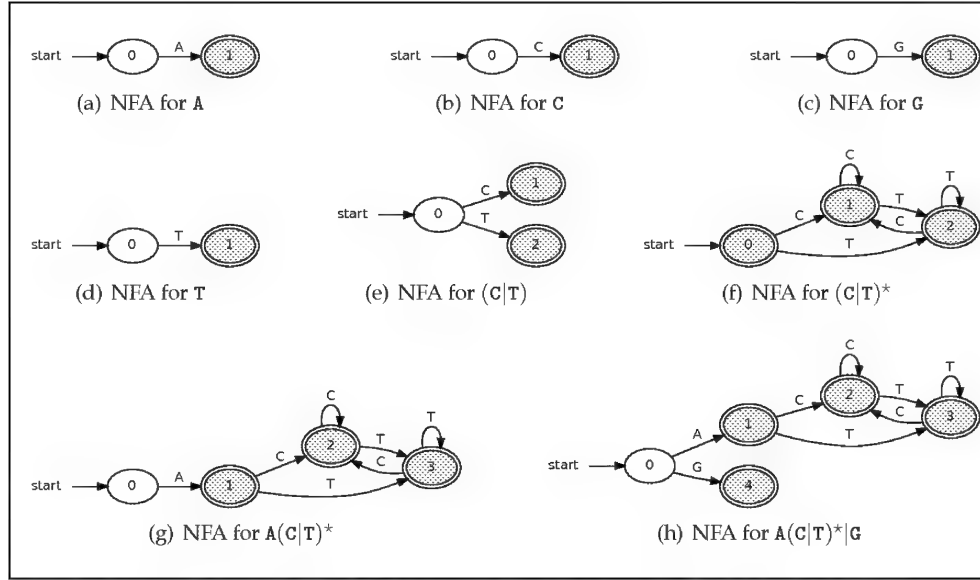 start 0 A 1
(a) NFA for A
start 0 C 1
(b) NFA for C
start 0 G 1
(c) NFA for G
start 0 T 1
(d) NFA for T
start 0 C 1 T 2
(e) NFA for (C|T)
start 0 C 1 C T 2 T C T
(f) NFA for (C|T)*
start 0 A 1 C 2 C T 3 T C T
(g) NFA for A(C|T)*
start 0 A 1 C 2 C T 3 T C T G 4
(h) NFA for A(C|T)*|G